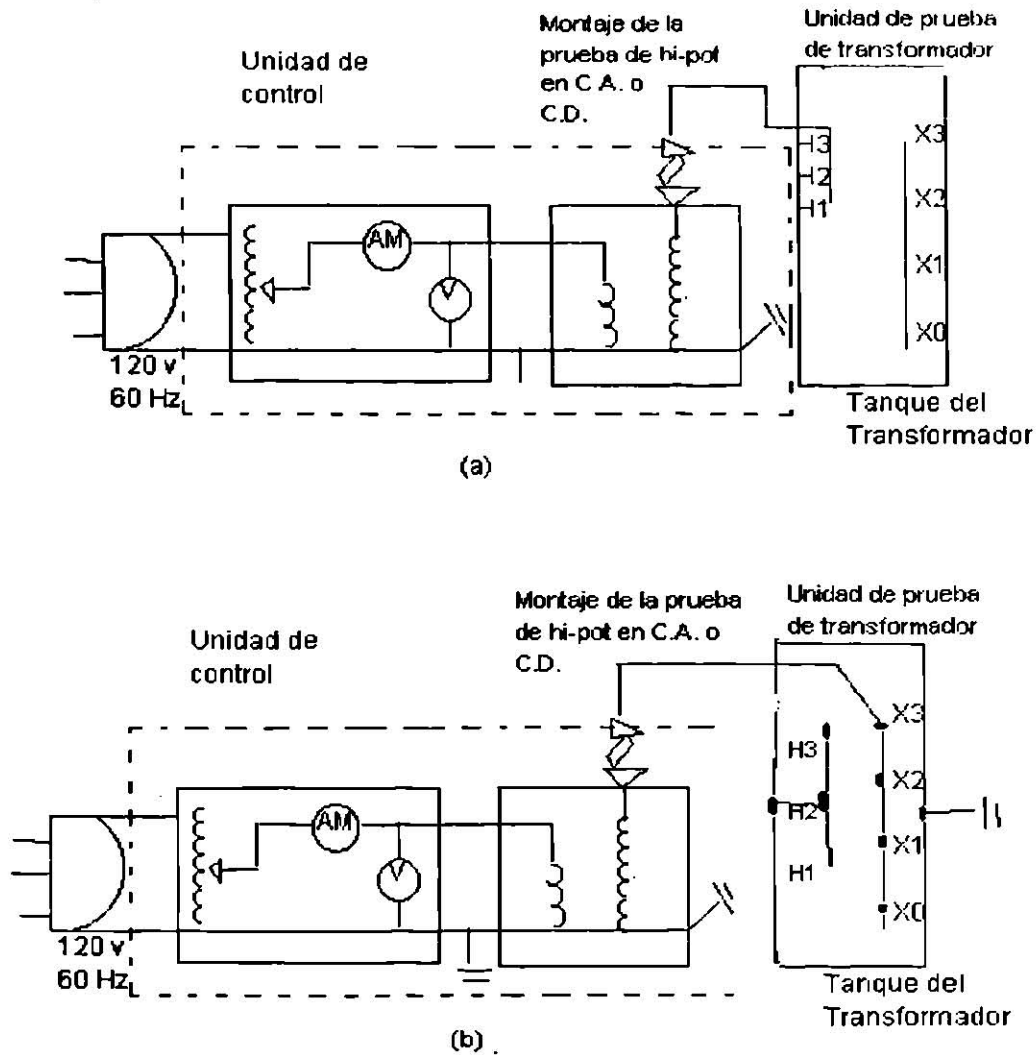 Unidad de
control
Montaje de la
prueba de hi-pot
en C.A. o
C.D.
Unidad de prueba
de transformador
H3
H2
H1
X3
X2
X1
X0
AM
V
120 v
60 Hz
Tanque del
Transformador
(a)
Unidad de
control
Montaje de la prueba
de hi-pot en C.A. o
C.D.
Unidad de prueba
de transformador
H3
H2
H1
X3
X2
X1
X0
AM
V
120 v
60 Hz
Tanque del
Transformador
(b)